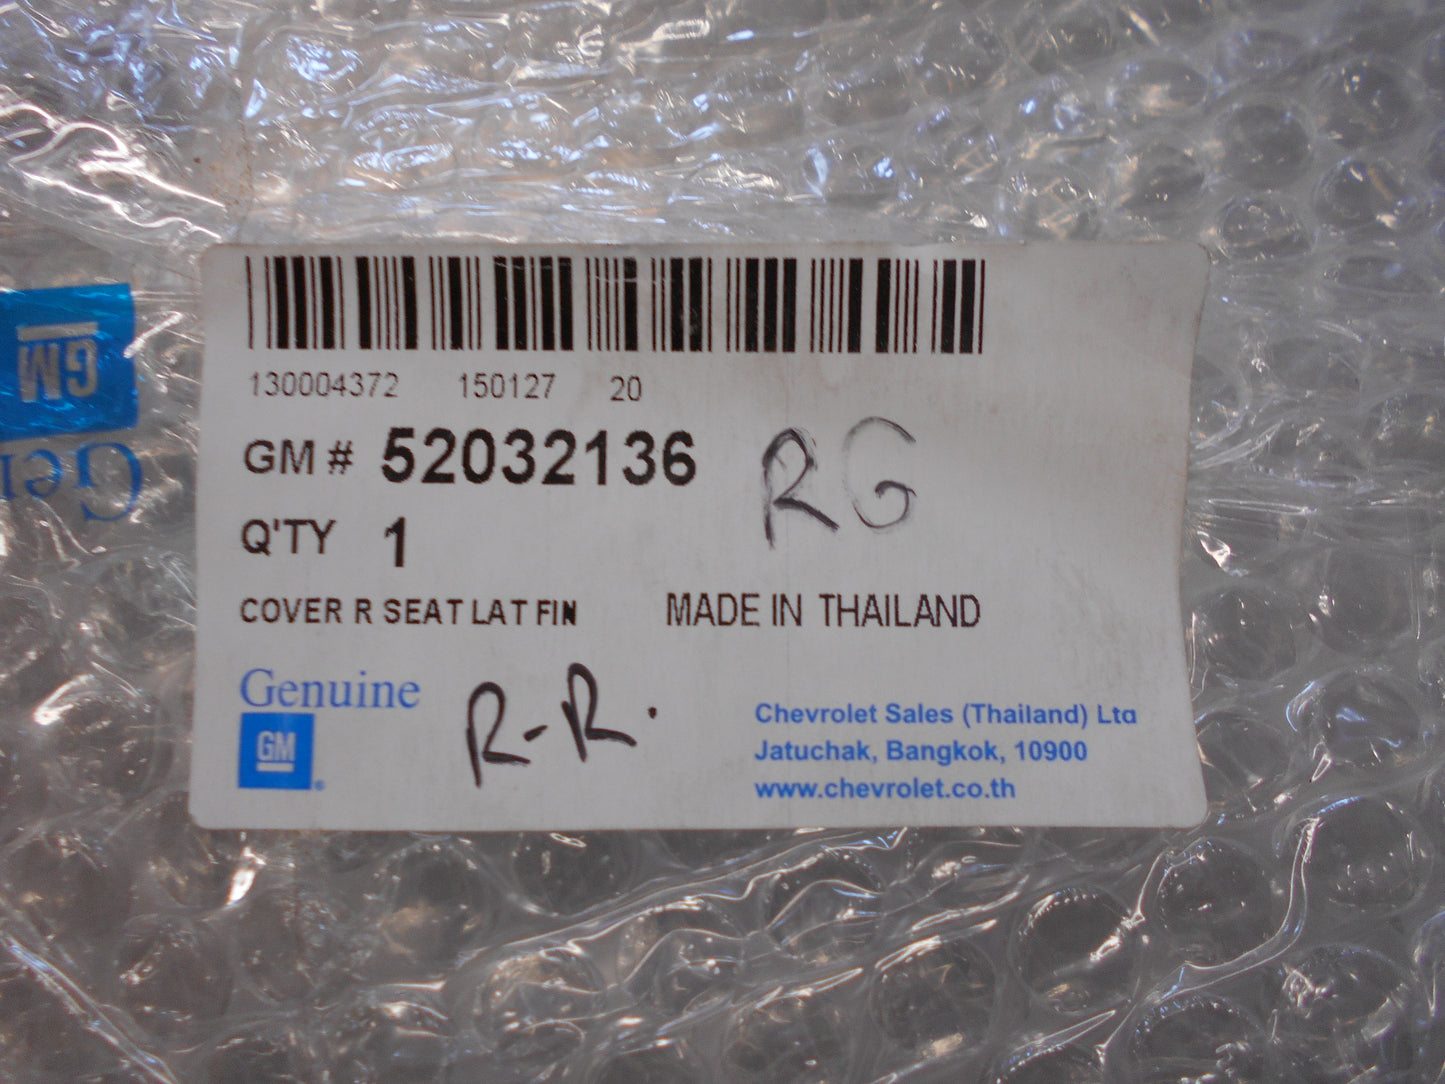 130004372 150127 20
GM # 52032136 RG
Q'TY 1
COVER R SEAT LAT FIN MADE IN THAILAND
Genuine
GM
R-R.
Chevrolet Sales (Thailand) Ltd
Jatuchak, Bangkok, 10900
www.chevrolet.co.th
GM
Gen